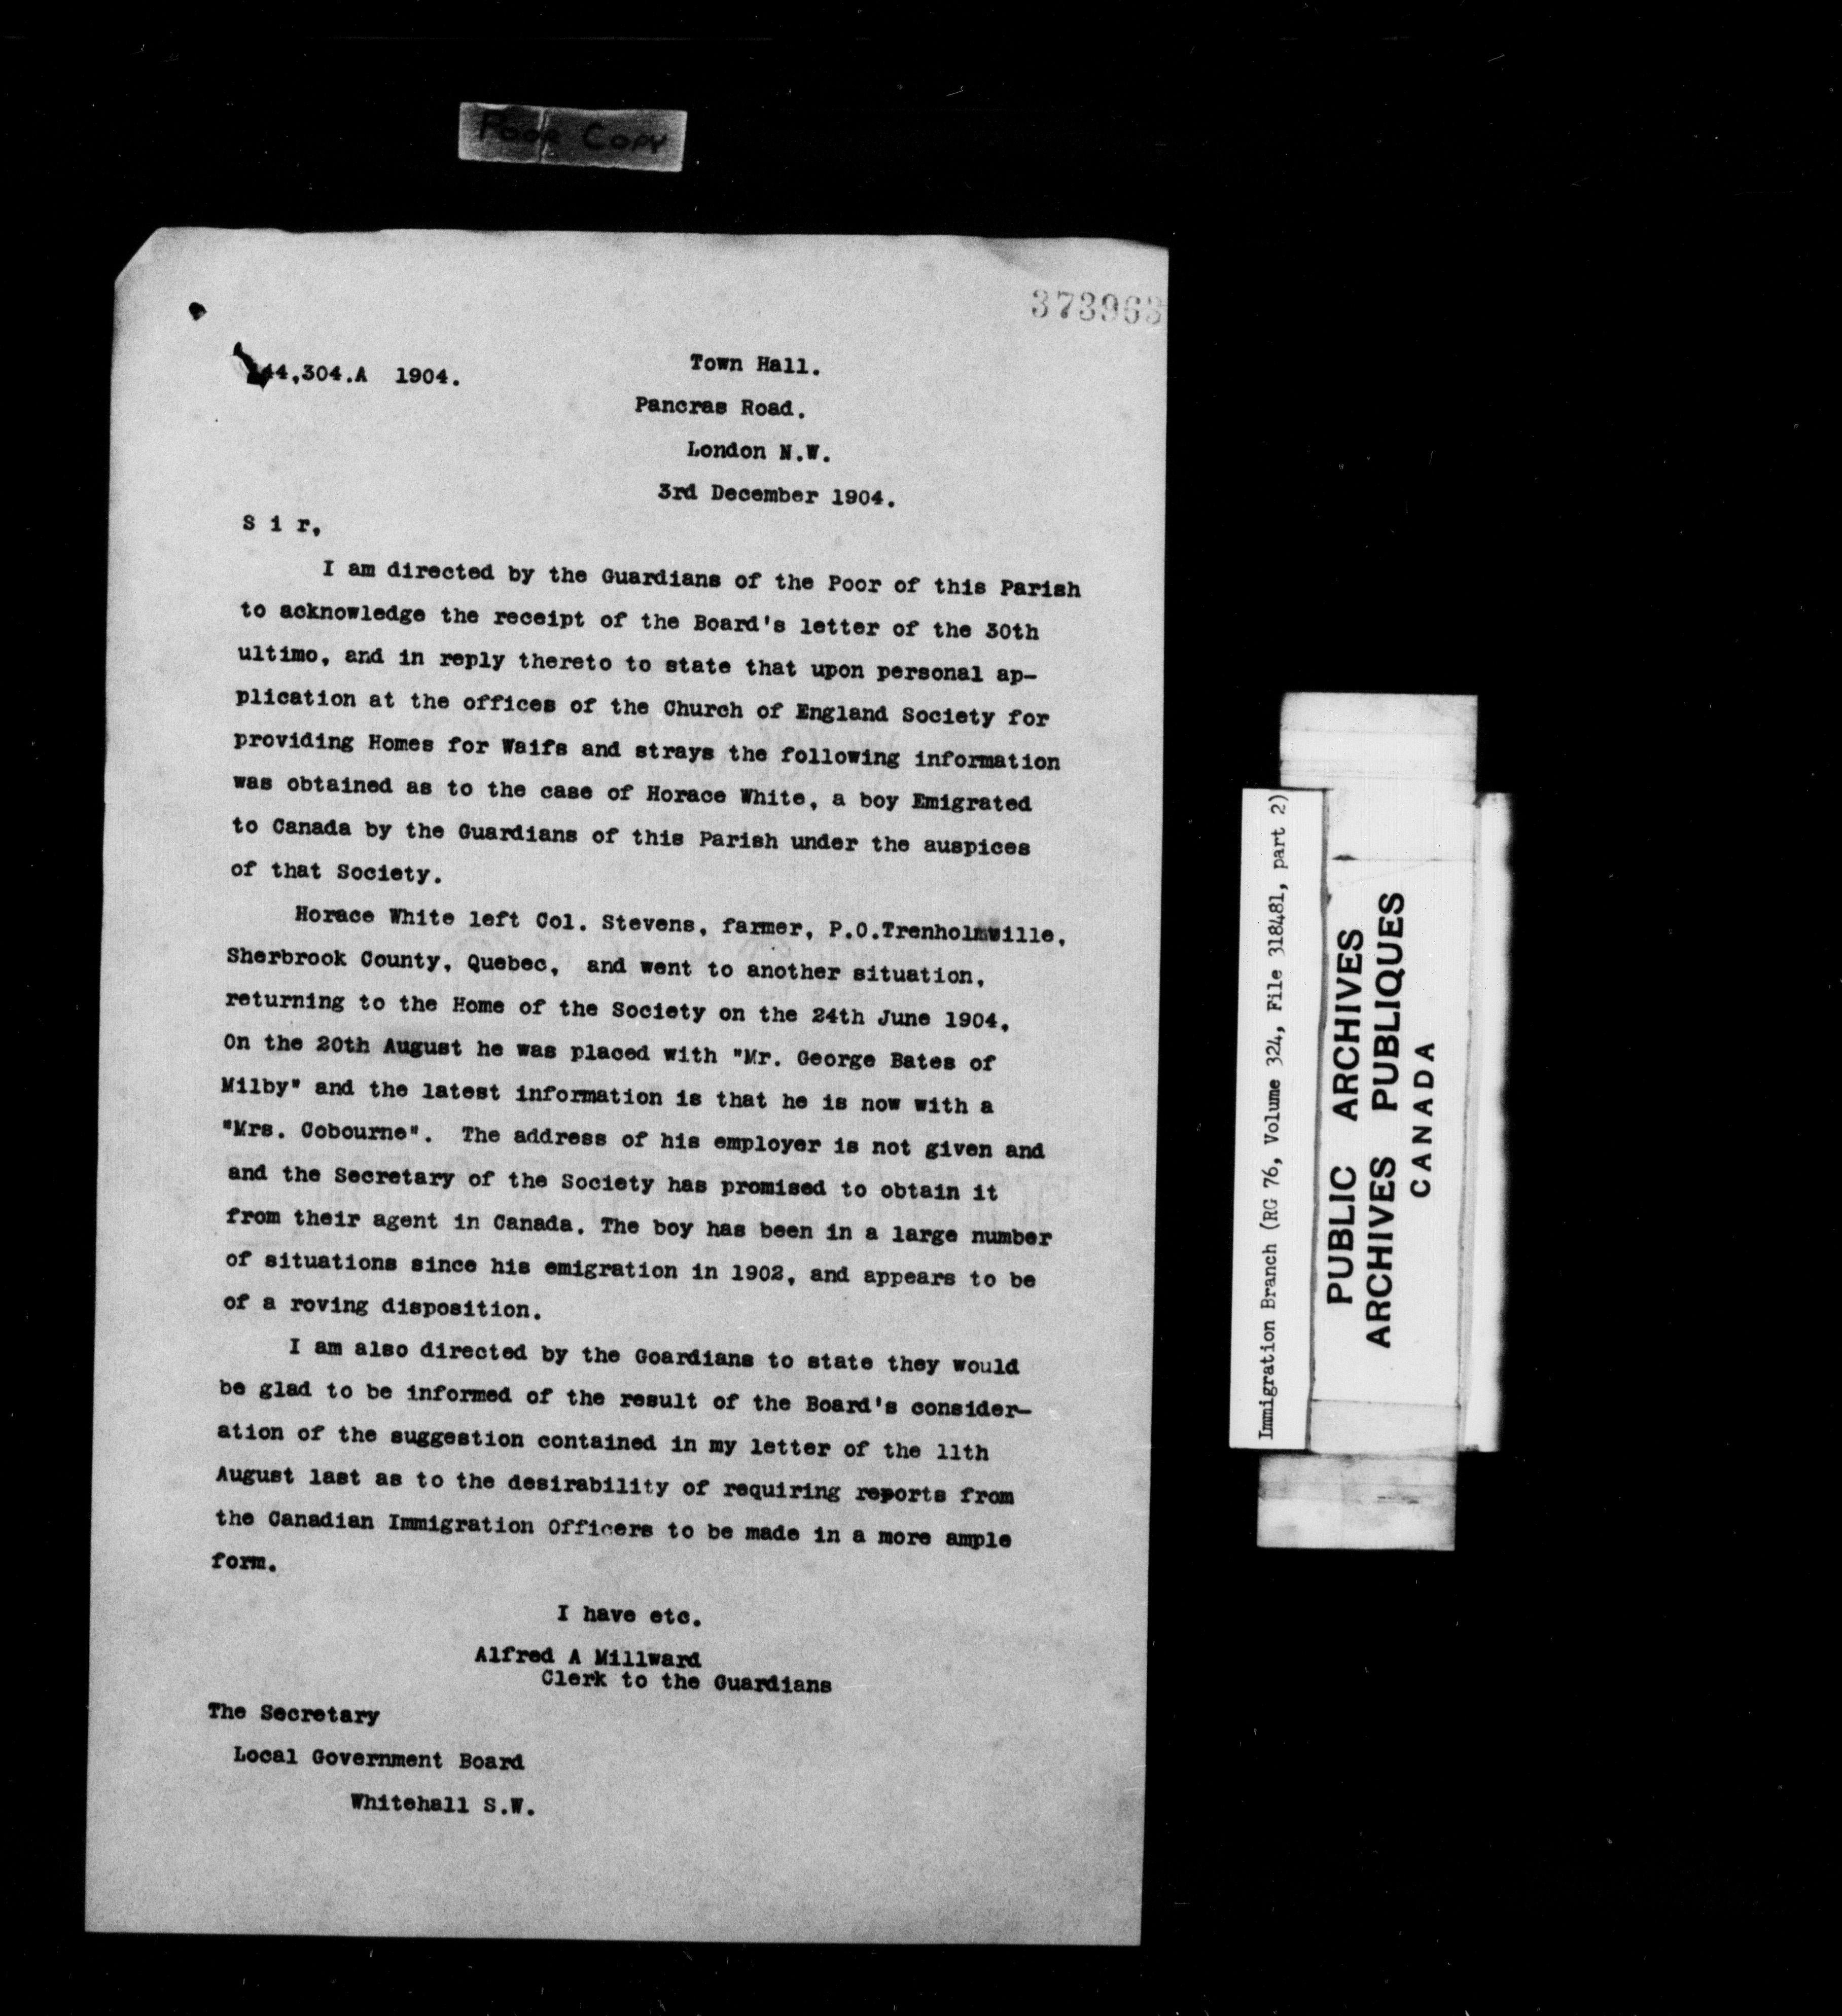 Poor Copy
373963
44,304.A 1904.
Town Hall.
Pancras Road.
London N.W.
3rd December 1904.
S i r,
I am directed by the Guardians of the Poor of this Parish
to acknowledge the receipt of the Board's letter of the 30th
ultimo, and in reply thereto to state that upon personal ap-
plication at the offices of the Church of England Society for
providing Homes for Waifs and strays the following information
was obtained as to the case of Horace White, a boy Emigrated
to Canada by the Guardians of this Parish under the auspices
of that Society.
Horace White left Col. Stevens, farmer, P.O.Trenholmville,
Sherbrook County, Quebec, and went to another situation,
returning to the Home of the Society on the 24th June 1904,
On the 20th August he was placed with "Mr. George Bates of
Milby" and the latest information is that he is now with a
"Mrs. Cobourne". The address of his employer is not given and
and the Secretary of the Society has promised to obtain it
from their agent in Canada. The boy has been in a large number
of situations since his emigration in 1902, and appears to be
of a roving disposition.
I am also directed by the Goardians to state they would
be glad to be informed of the result of the Board's consider-
ation of the suggestion contained in my letter of the 11th
August last as to the desirability of requiring reports from
the Canadian Immigration Officers to be made in a more ample
form.
I have etc.
Alfred A Millward
Clerk to the Guardians
The Secretary
Local Government Board
Whitehall S.W.
Immigration Branch (RG 76, Volume 324, File 318481, part 2)
PUBLIC ARCHIVES
ARCHIVES PUBLIQUES
CANADA